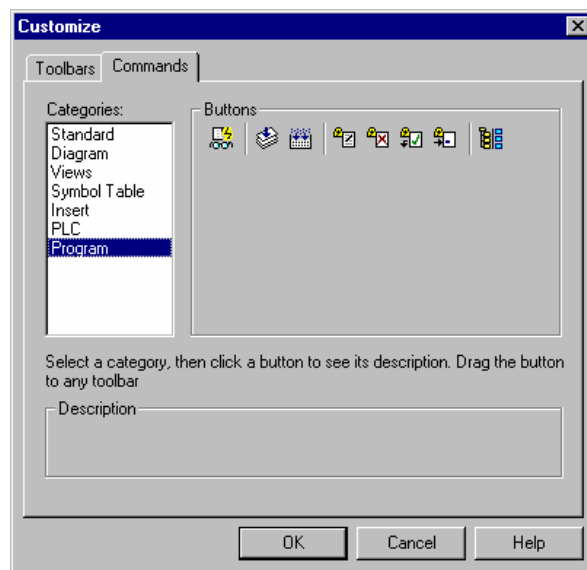 Customize
Toolbars
Commands
Categories:
Buttons
Standard
Diagram
Views
Symbol Table
Insert
PLC
Program
Select a category, then click a button to see its description. Drag the button
to any toolbar
Description
OK
Cancel
Help